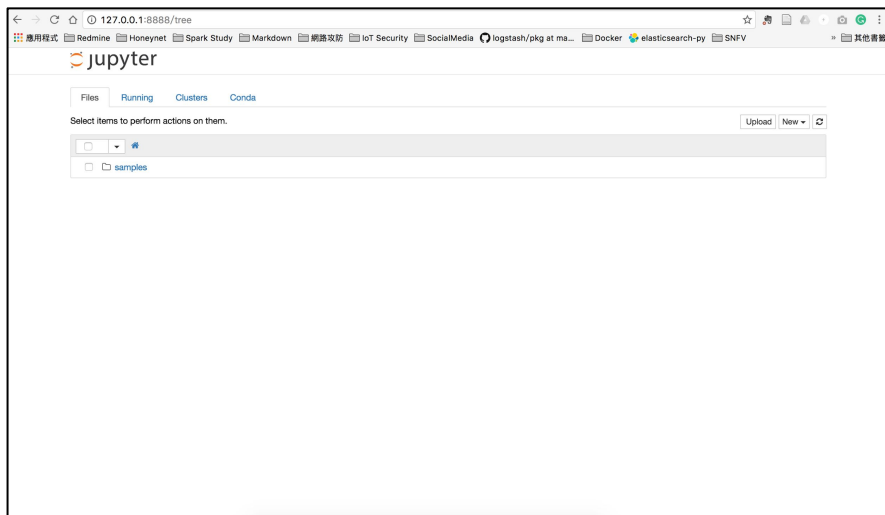 127.0.0.1:8888/tree
應用程式 Redmine Honeynet Spark Study Markdown 網路攻防 IoT Security SocialMedia logstash/pkg at ma... Docker elasticsearch-py SNFV » 其他書籤
jupyter
Files Running Clusters Conda
Select items to perform actions on them. Upload New
samples